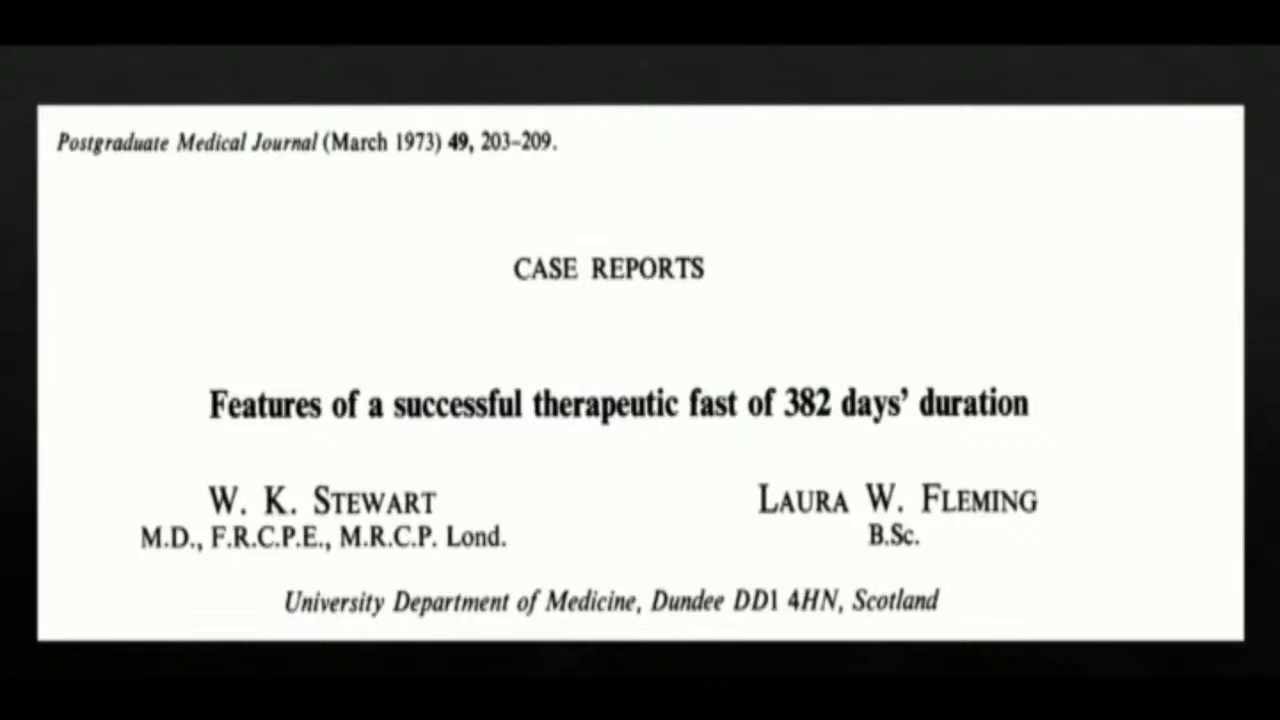 Postgraduate Medical Journal (March 1973) 49, 203–209.
CASE REPORTS
Features of a successful therapeutic fast of 382 days' duration
W. K. STEWART
M.D., F.R.C.P.E., M.R.C.P. Lond.
LAURA W. FLEMING
B.Sc.
University Department of Medicine, Dundee DD1 4HN, Scotland